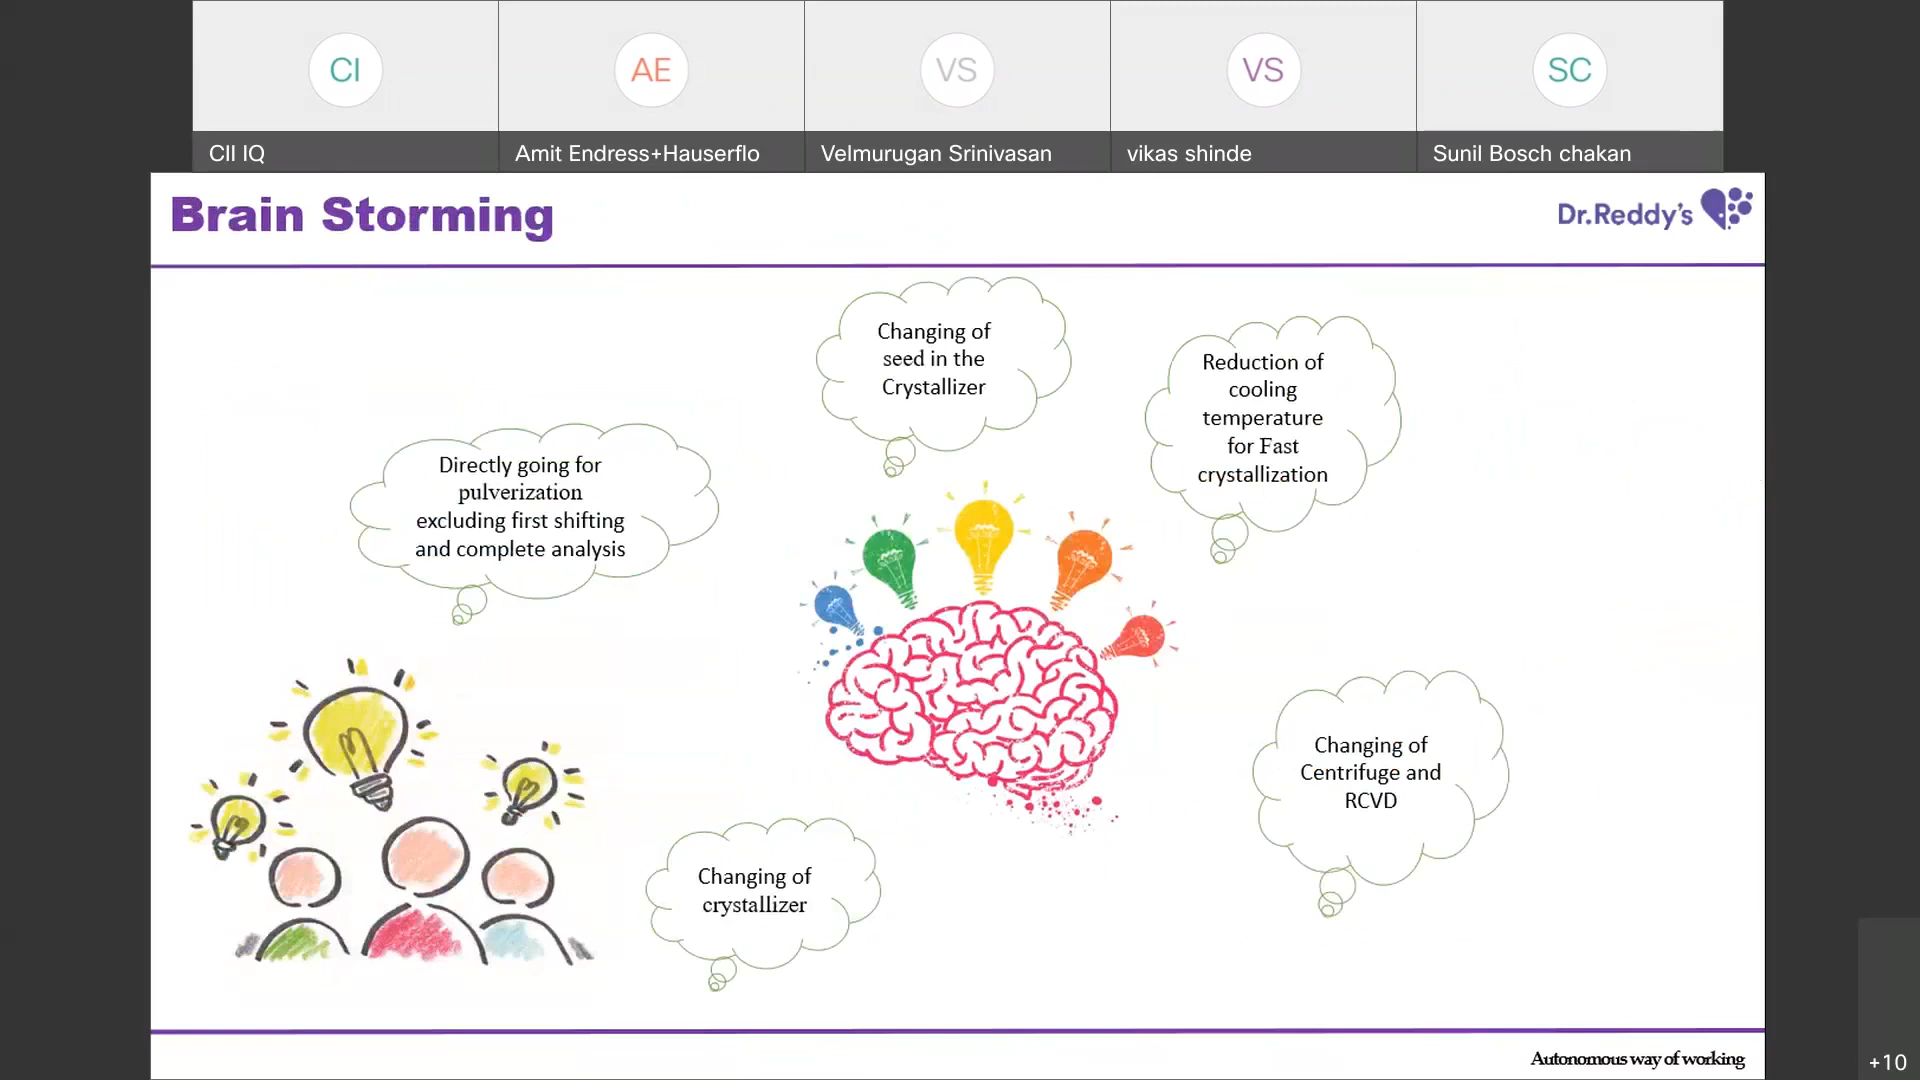 CI
AE
VS
VS
SC
CII IQ
Amit Endress+Hauserflo
Velmurugan Srinivasan
vikas shinde
Sunil Bosch chakan
Brain Storming
Dr.Reddy's
Changing of
seed in the
Crystallizer
Reduction of
cooling
temperature
for Fast
crystallization
Directly going for
pulverization
excluding first shifting
and complete analysis
Changing of
Centrifuge and
RCVD
Changing of
crystallizer
Autonomous way of working
+10